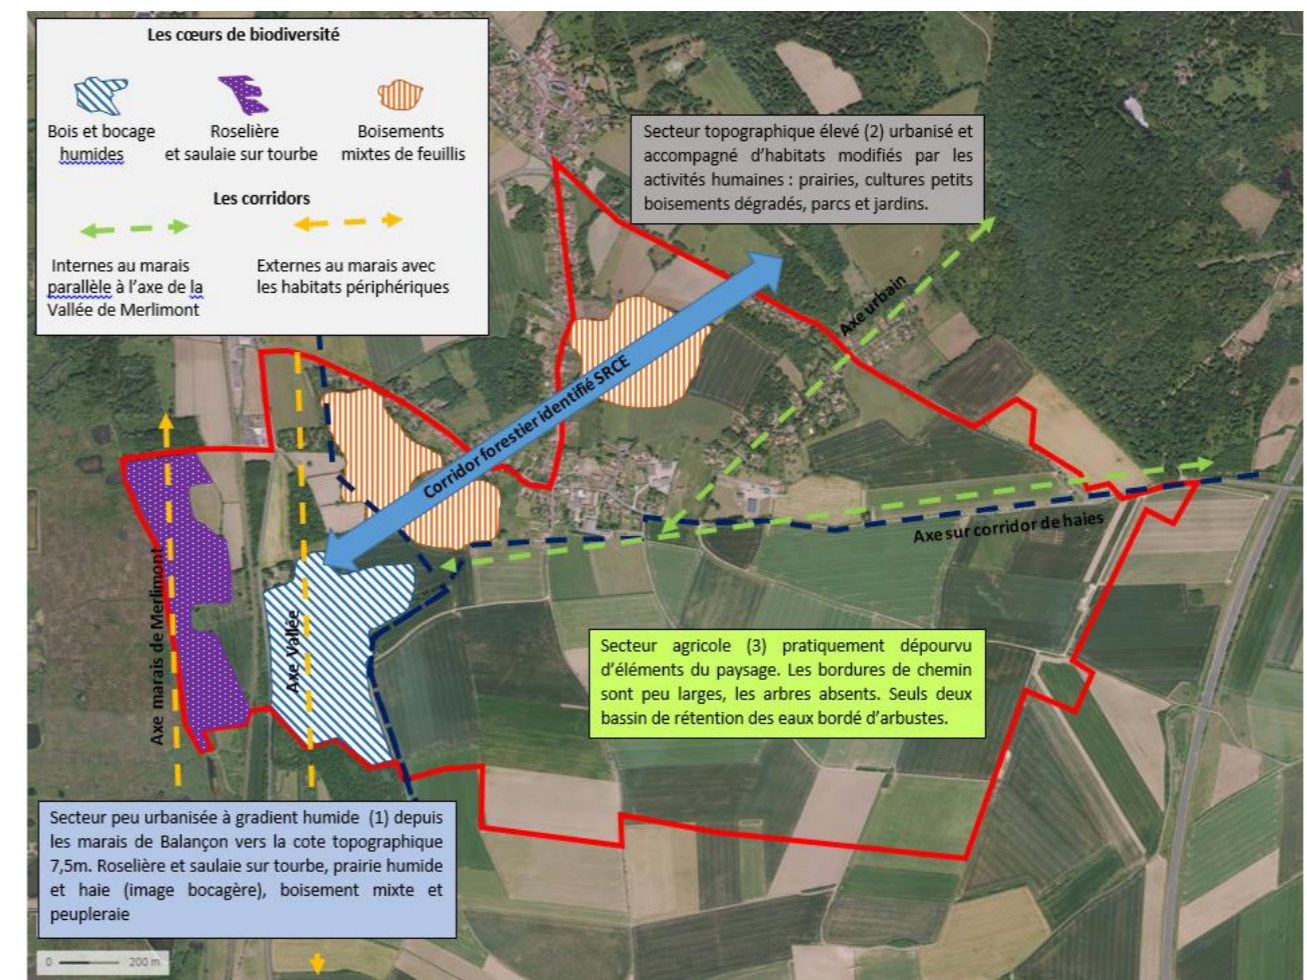 Les cœurs de biodiversité
Bois et bocage
humides
Roselière
et saulaie sur tourbe
Boisements
mixtes de feuillis
Les corridors
Internes au marais
parallèle à l'axe de la
Vallée de Merlimont
Externes au marais avec
les habitats périphériques
Secteur topographique élevé (2) urbanisé et
accompagné d'habitats modifiés par les
activités humaines : prairies, cultures petits
boisements dégradés, parcs et jardins.
Axe urbain
Corridor forestier identifié SRCE
Axe sur corridor de haies
Axe marais de Merlimont
Axe Vallée
Secteur agricole (3) pratiquement dépourvu
d'éléments du paysage. Les bordures de chemin
sont peu larges, les arbres absents. Seuls deux
bassin de rétention des eaux bordé d'arbustes.
Secteur peu urbanisée à gradient humide (1) depuis
les marais de Balançon vers la cote topographique
7,5m. Roselière et saulaie sur tourbe, prairie humide
et haie (image bocagère), boisement mixte et
peupleraie
0 200 m